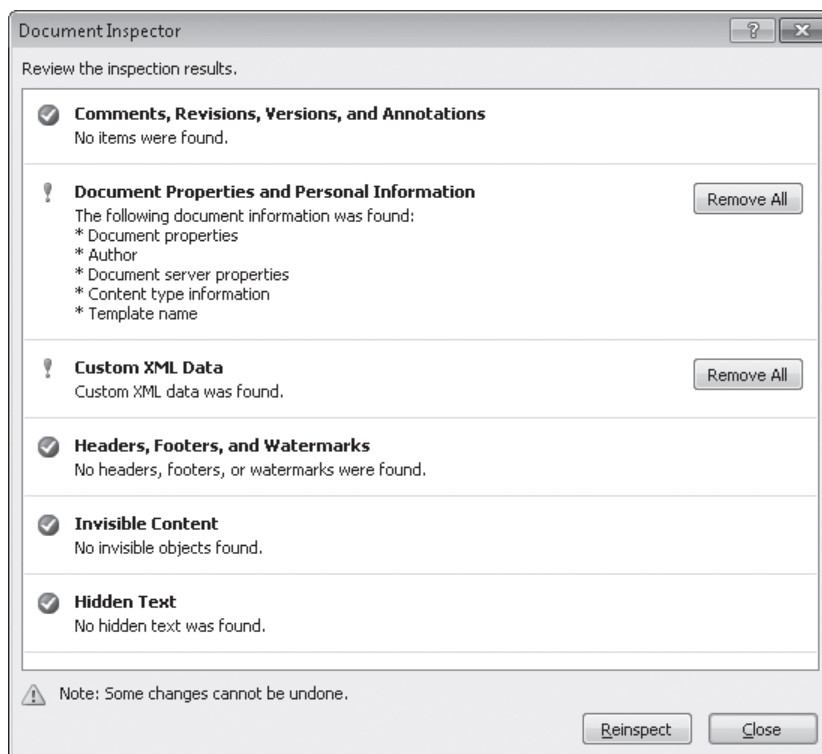 Document Inspector
?
Review the inspection results.
Comments, Revisions, Versions, and Annotations
No items were found.
Document Properties and Personal Information
Remove All
The following document information was found:
* Document properties
* Author
* Document server properties
* Content type information
* Template name
Custom XML Data
Remove All
Custom XML data was found.
Headers, Footers, and Watermarks
No headers, footers, or watermarks were found.
Invisible Content
No invisible objects found.
Hidden Text
No hidden text was found.
Note: Some changes cannot be undone.
Reinspect
Close